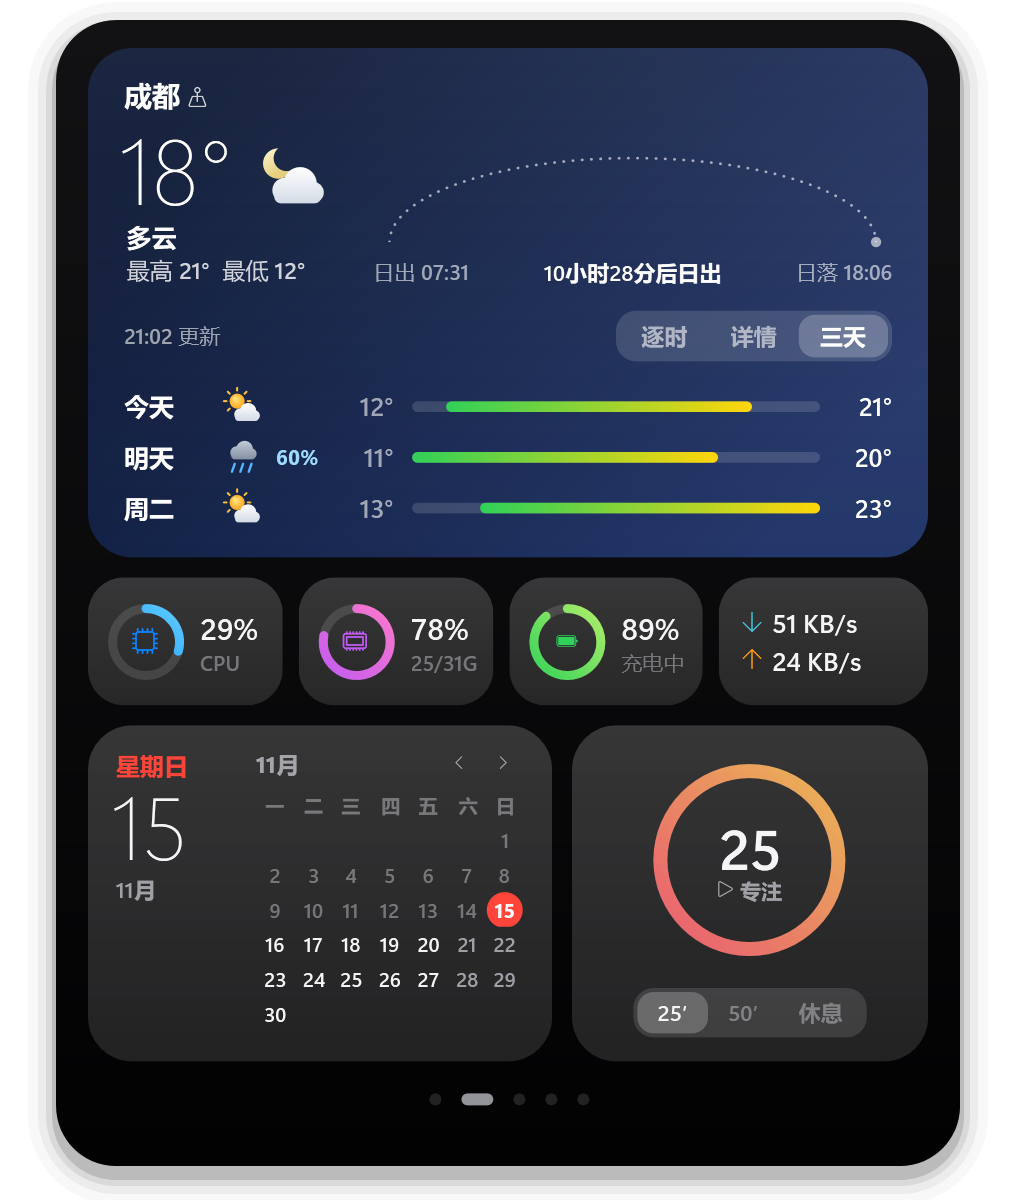 成都
18°
多云
最高 21° 最低 12°
日出 07:31 10小时28分后日出 日落 18:06
21:02 更新 逐时 详情 三天
今天 12° 21°
明天 60% 11° 20°
周二 13° 23°
29%
CPU
78%
25/31G
89%
充电中
51 KB/s
24 KB/s
星期日
15
11月
11月
一 二 三 四 五 六 日
1
2 3 4 5 6 7 8
9 10 11 12 13 14 15
16 17 18 19 20 21 22
23 24 25 26 27 28 29
30
25
专注
25′ 50′ 休息